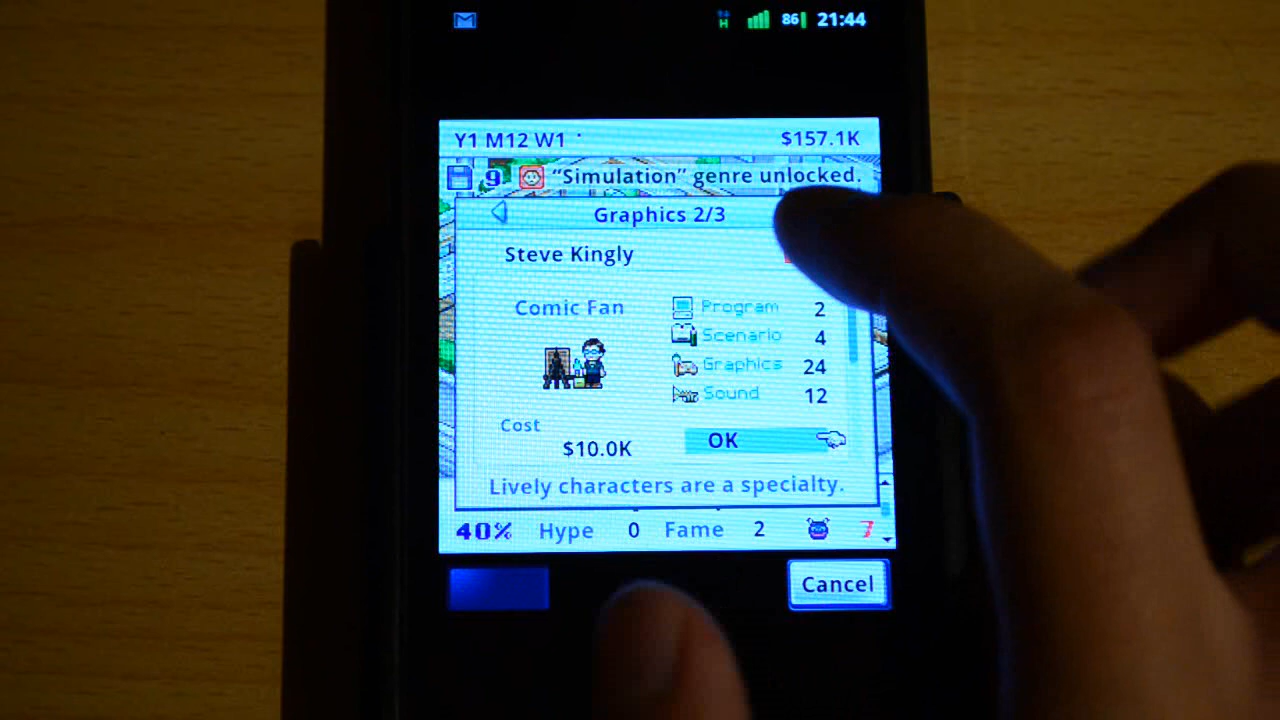 86 21:44
Y1 M12 W1 $157.1K
9 "Simulation" genre unlocked.
Graphics 2/3
Steve Kingly
Comic Fan
Program 2
Scenario 4
Graphics 24
Sound 12
Cost
$10.0K
OK
Lively characters are a specialty.
40% Hype 0 Fame 2 7
Cancel